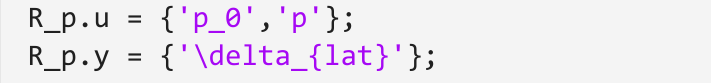 R_p.u = {'p_0','p'};
R_p.y = {'\delta_{lat}'};